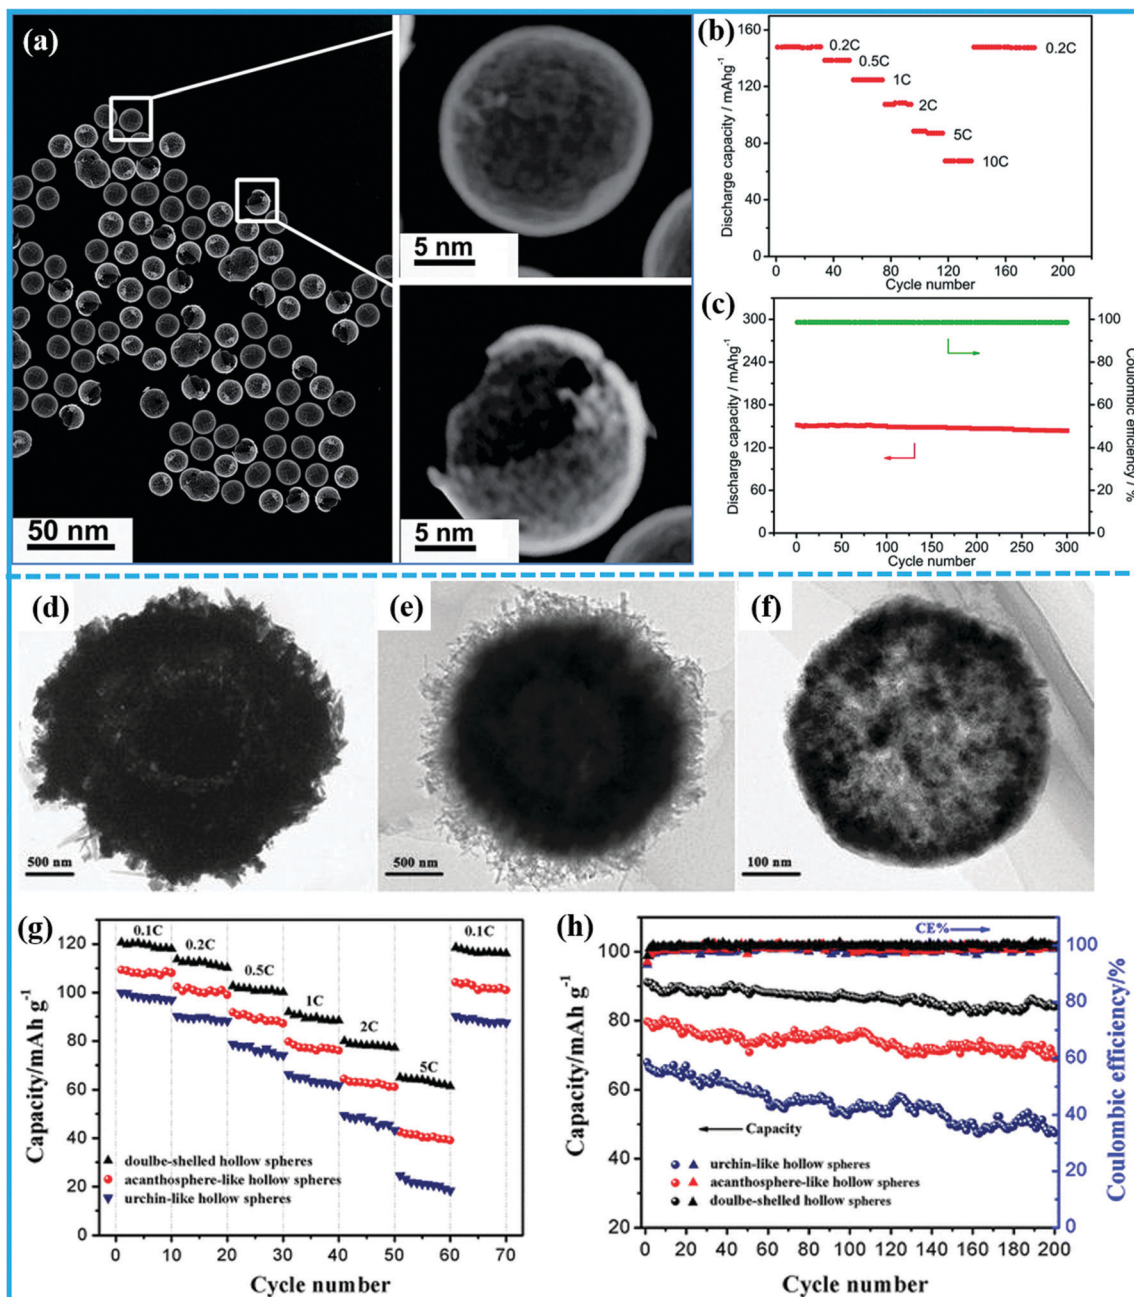 (a)
50 nm
5 nm
5 nm
(b)
160
120
80
40
0
0.2C
0.5C
1C
2C
5C
10C
0.2C
0 40 80 120 160 200
Discharge capacity / mAhg-1
Cycle number
(c)
300
240
180
120
60
0
100
80
60
40
20
0
0 50 100 150 200 250 300
Discharge capacity / mAhg-1
Coulombic efficiency / %
Cycle number
(d)
500 nm
(e)
500 nm
(f)
100 nm
(g)
120
100
80
60
40
20
0
0.1C
0.2C
0.5C
1C
2C
5C
0.1C
doulbe-shelled hollow spheres
acanthosphere-like hollow spheres
urchin-like hollow spheres
0 10 20 30 40 50 60 70
Capacity/mAh g-1
Cycle number
(h)
CE%
120
100
80
60
40
20
100
80
60
40
20
0
Capacity
urchin-like hollow spheres
acanthosphere-like hollow spheres
doulbe-shelled hollow spheres
0 20 40 60 80 100 120 140 160 180 200
Capacity/mAh g-1
Coulombic efficiency/%
Cycle number